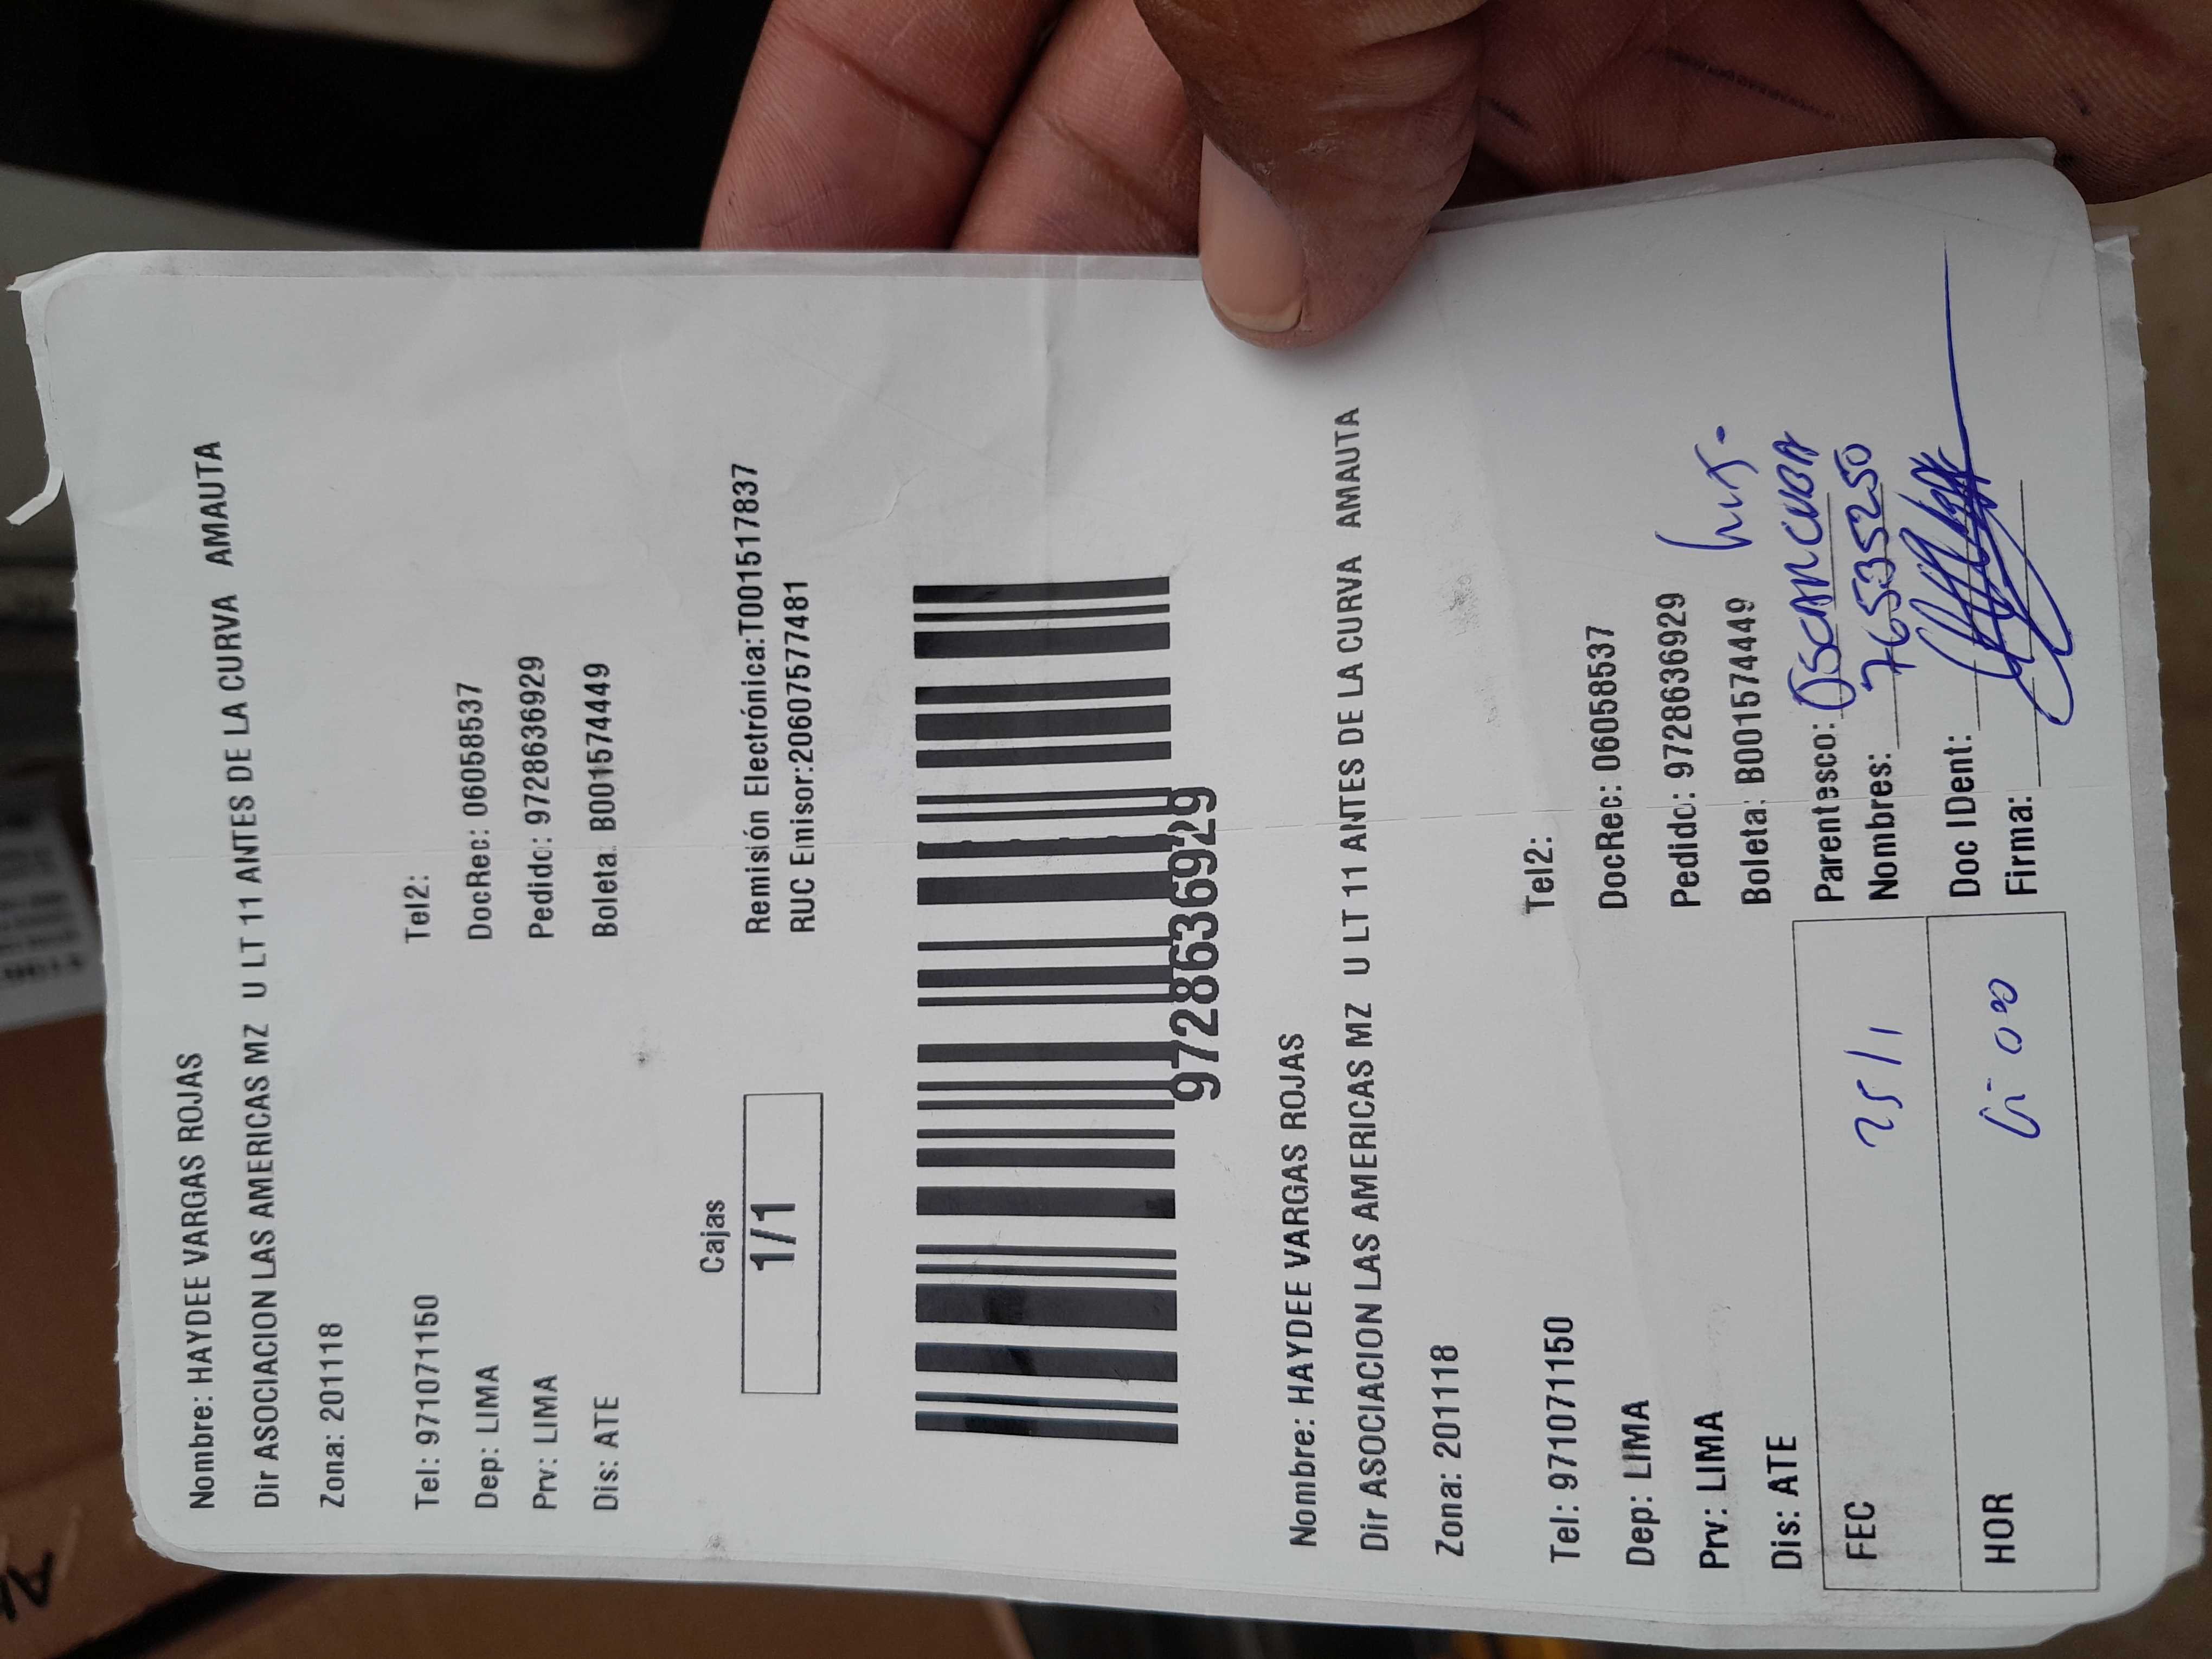 Nombre: HAYDEE VARGAS ROJAS
Dir ASOCIACION LAS AMERICAS MZ U LT 11 ANTES DE LA CURVA AMAUTA
Zona: 201118
Tel: 971071150 Tel2:
Dep: LIMA DocRec: 06058537
Prv: LIMA Pedido: 9728636929
Dis: ATE Boleta: B001574449
Cajas
1/1
Remisión Electrónica:T001517837
RUC Emisor:20607577481
9728636929
Nombre: HAYDEE VARGAS ROJAS
Dir ASOCIACION LAS AMERICAS MZ U LT 11 ANTES DE LA CURVA AMAUTA
Zona: 201118
Tel: 971071150 Tel2:
Dep: LIMA DocRec: 06058537
Prv: LIMA Pedido: 9728636929
Dis: ATE Boleta: B001574449
FEC 25/1
HOR
Parentesco:
Nombres: 76535250
Doc IDent:
Firma: